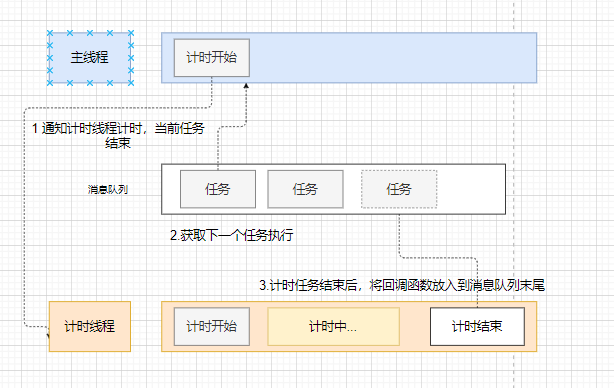 主线程
计时开始
1 通知计时线程计时，当前任务
结束
消息队列
任务
任务
任务
2.获取下一个任务执行
3.计时任务结束后，将回调函数放入到消息队列末尾
计时线程
计时开始
计时中...
计时结束